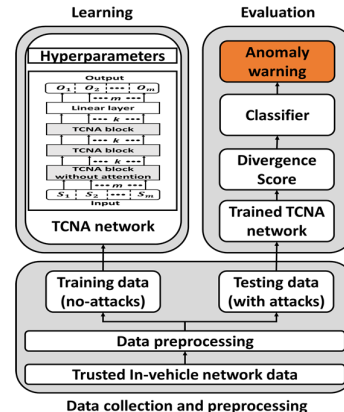 Learning
Evaluation
Hyperparameters
Output
O1 O2 --- Om
--- m ---
Linear layer
--- k ---
TCNA block
--- k ---
TCNA block
--- k ---
TCNA block
without attention
--- m ---
S1 S2 --- Sm
Input
TCNA network
Anomaly
warning
Classifier
Divergence
Score
Trained TCNA
network
Training data
(no-attacks)
Testing data
(with attacks)
Data preprocessing
Trusted In-vehicle network data
Data collection and preprocessing